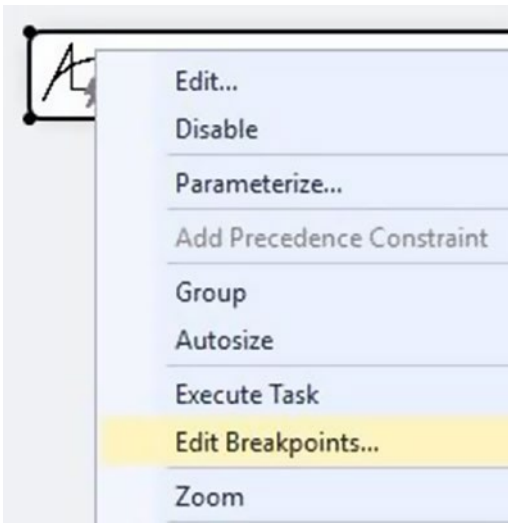 Edit...
Disable
Parameterize...
Add Precedence Constraint
Group
Autosize
Execute Task
Edit Breakpoints...
Zoom